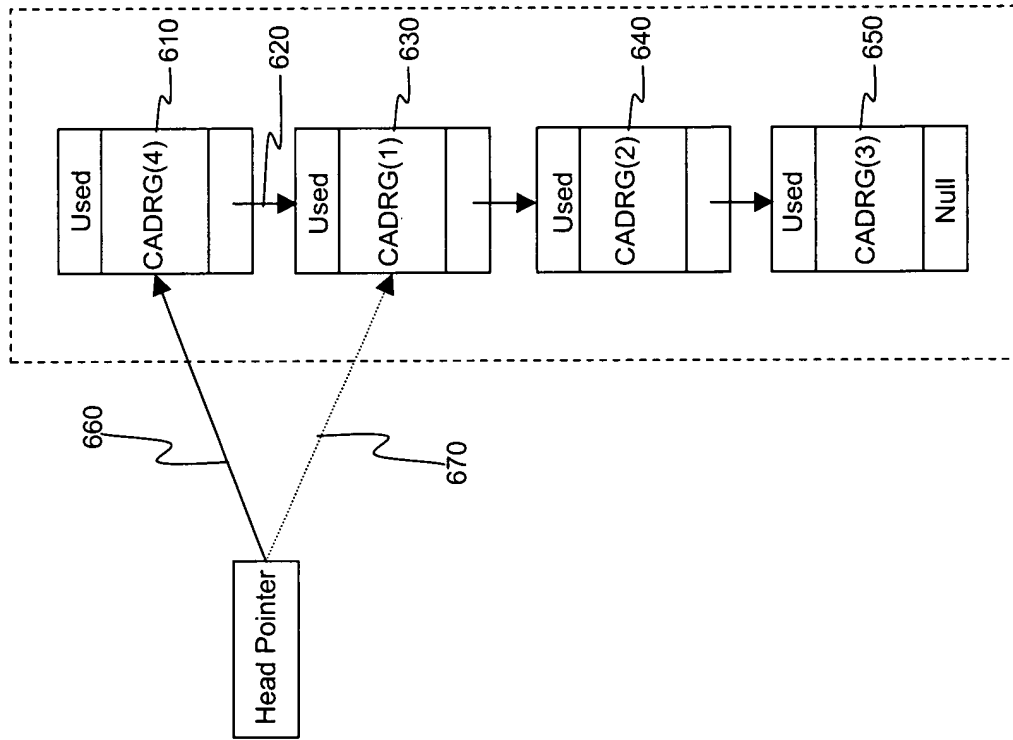 Used
CADRG(4)
610
620
Used
CADRG(1)
630
Used
CADRG(2)
640
Used
CADRG(3)
Null
650
660
670
Head Pointer